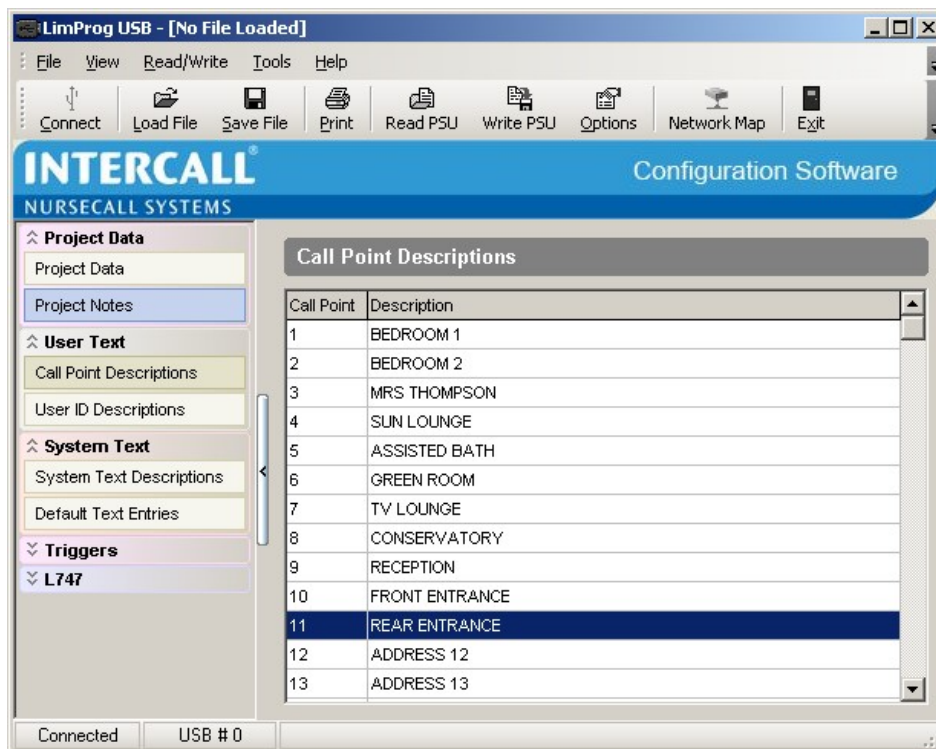 LimProg USB - [No File Loaded]
File View Read/Write Tools Help
Connect Load File Save File Print Read PSU Write PSU Options Network Map Exit
INTERCALL®
Configuration Software
NURSECALL SYSTEMS
Project Data
Project Data
Project Notes
User Text
Call Point Descriptions
User ID Descriptions
System Text
System Text Descriptions
Default Text Entries
Triggers
L747
Call Point Descriptions
Call Point Description
1 BEDROOM 1
2 BEDROOM 2
3 MRS THOMPSON
4 SUN LOUNGE
5 ASSISTED BATH
6 GREEN ROOM
7 TV LOUNGE
8 CONSERVATORY
9 RECEPTION
10 FRONT ENTRANCE
11 REAR ENTRANCE
12 ADDRESS 12
13 ADDRESS 13
Connected USB # 0